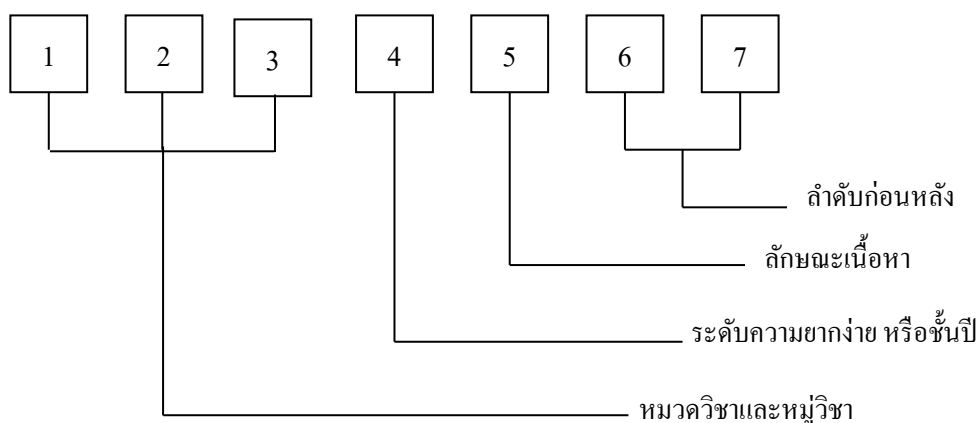 1 2 3 4 5 6 7
ลำดับก่อนหลัง
ลักษณะเนื้อหา
ระดับความยากง่าย หรือชั้นปี
หมวดวิชาและหมู่วิชา